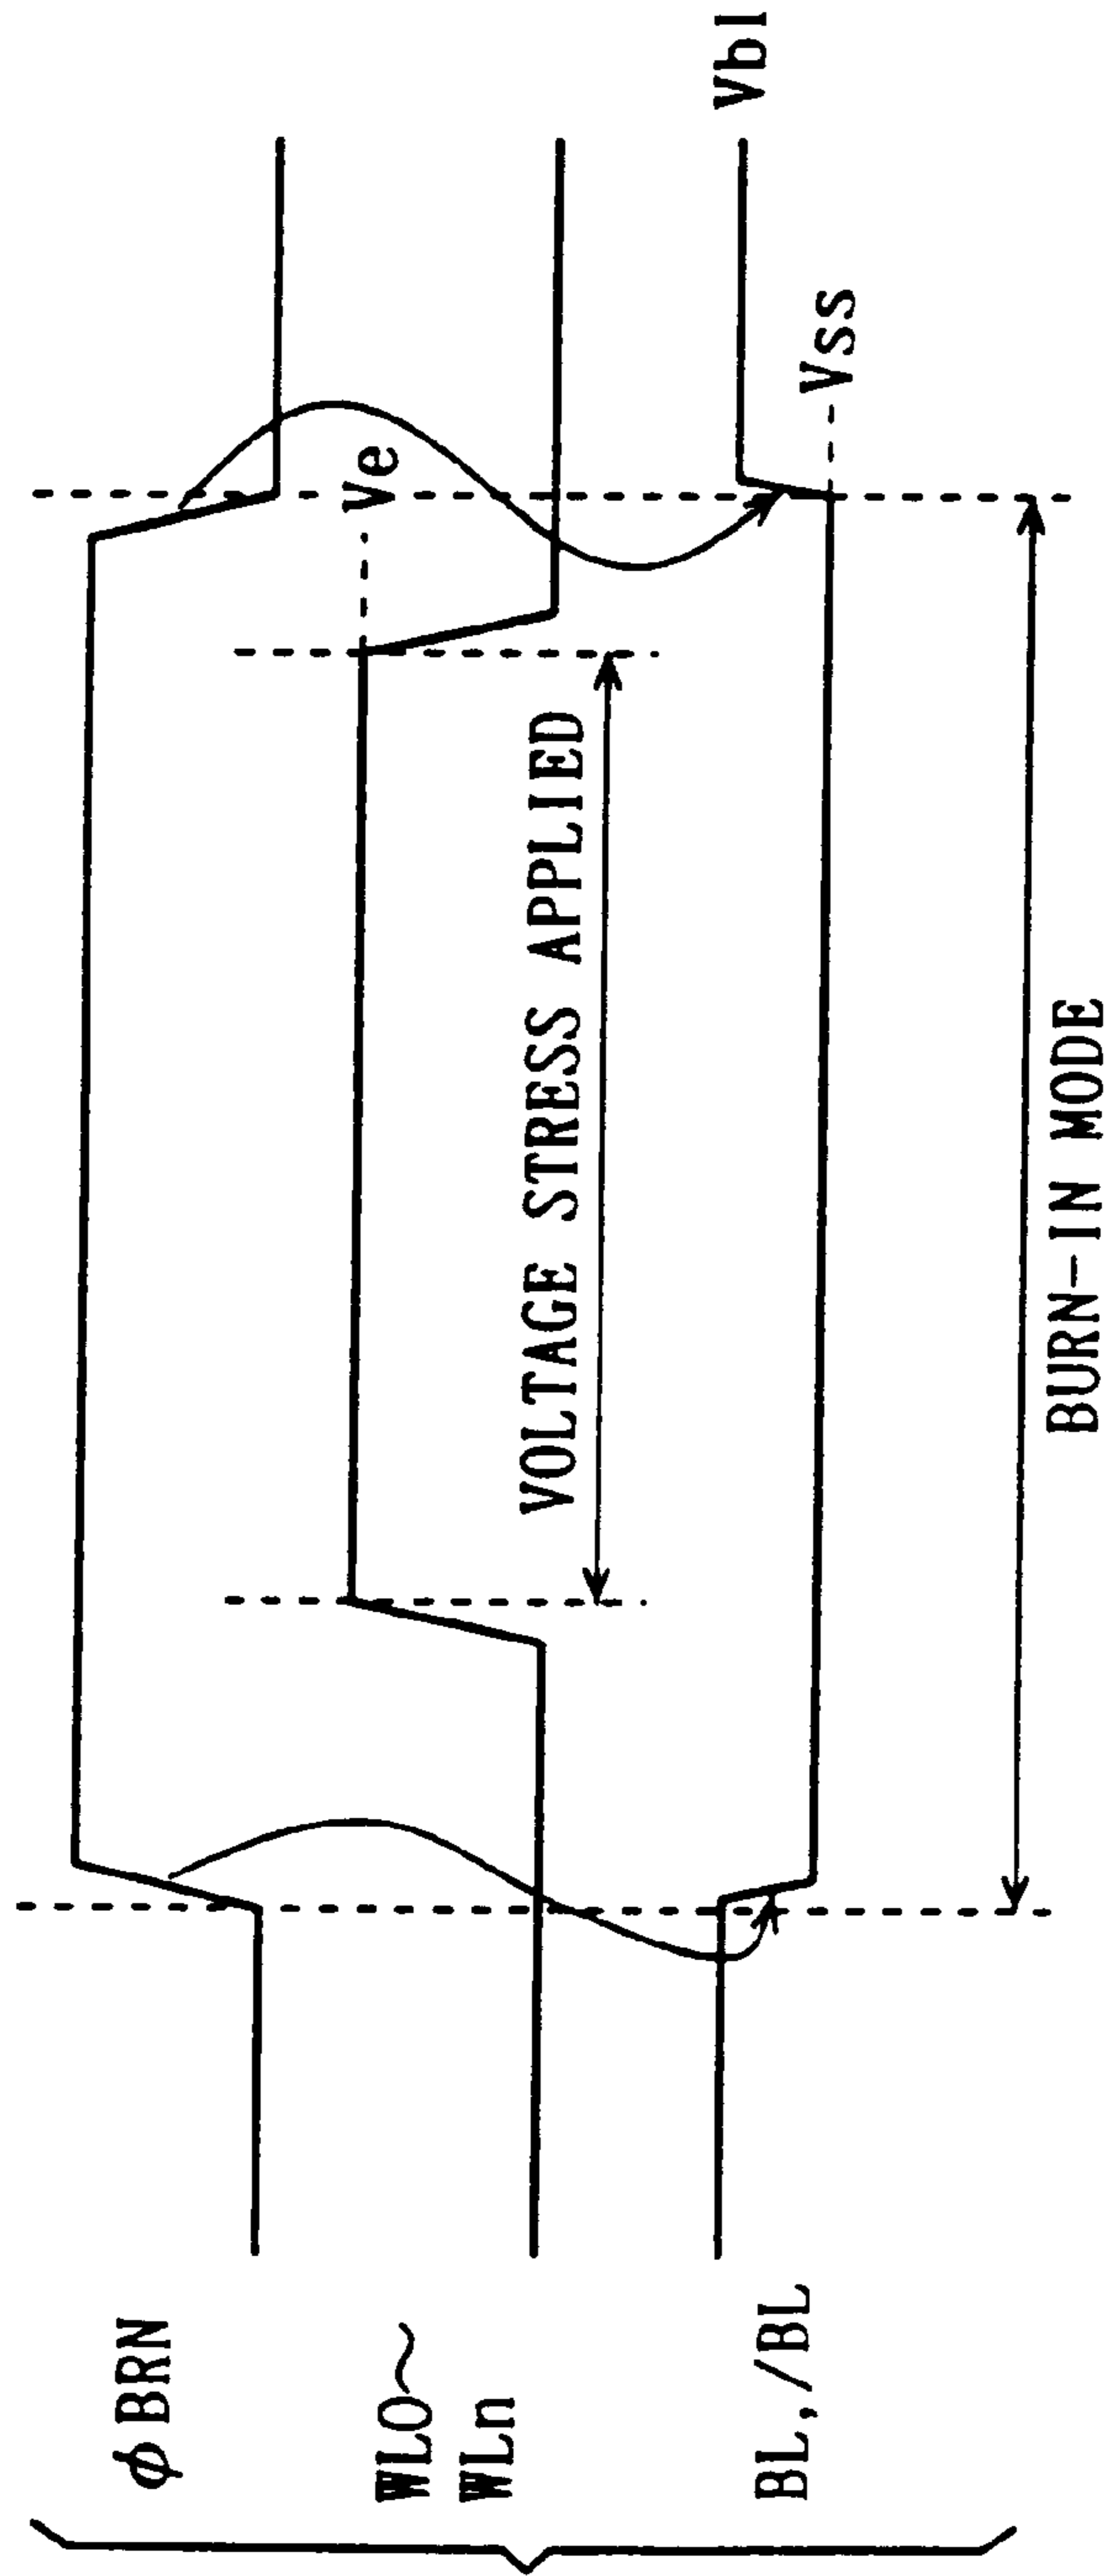 φBRN
WL0~
WLn
BL,/BL
Ve
Vbl
Vss
VOLTAGE STRESS APPLIED
BURN-IN MODE